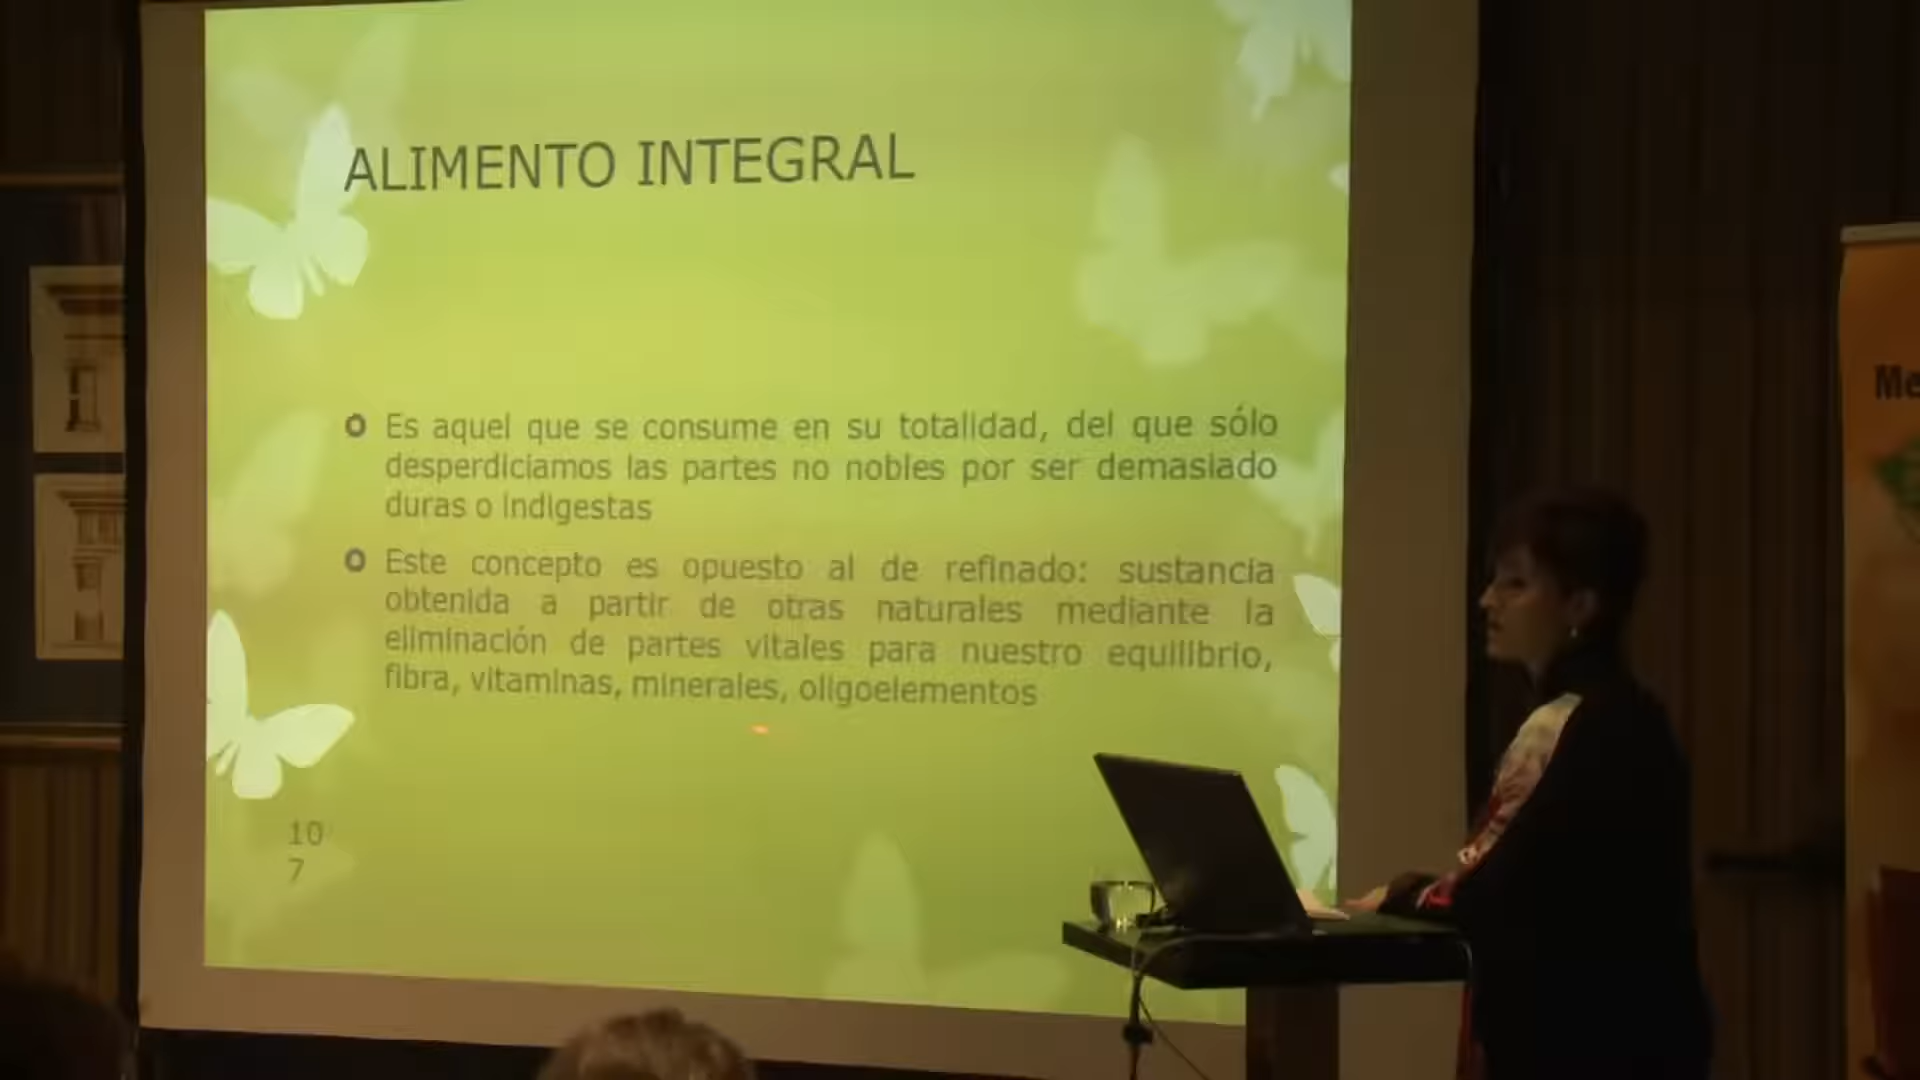 ALIMENTO INTEGRAL
Es aquel que se consume en su totalidad, del que sólo
desperdiciamos las partes no nobles por ser demasiado
duras o indigestas
Este concepto es opuesto al de refinado: sustancia
obtenida a partir de otras naturales mediante la
eliminación de partes vitales para nuestro equilibrio,
fibra, vitaminas, minerales, oligoelementos
10
7
Me